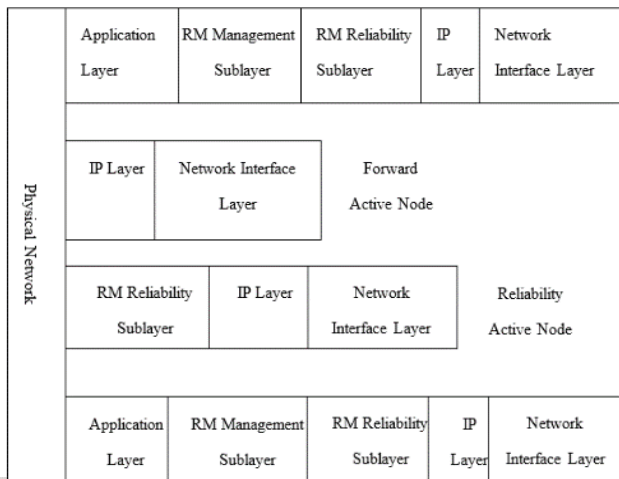 Physical Network
Application
Layer
RM Management
Sublayer
RM Reliability
Sublayer
IP
Layer
Network
Interface Layer
IP Layer
Network Interface
Layer
Forward
Active Node
RM Reliability
Sublayer
IP Layer
Network
Interface Layer
Reliability
Active Node
Application
Layer
RM Management
Sublayer
RM Reliability
Sublayer
IP
Layer
Network
Interface Layer